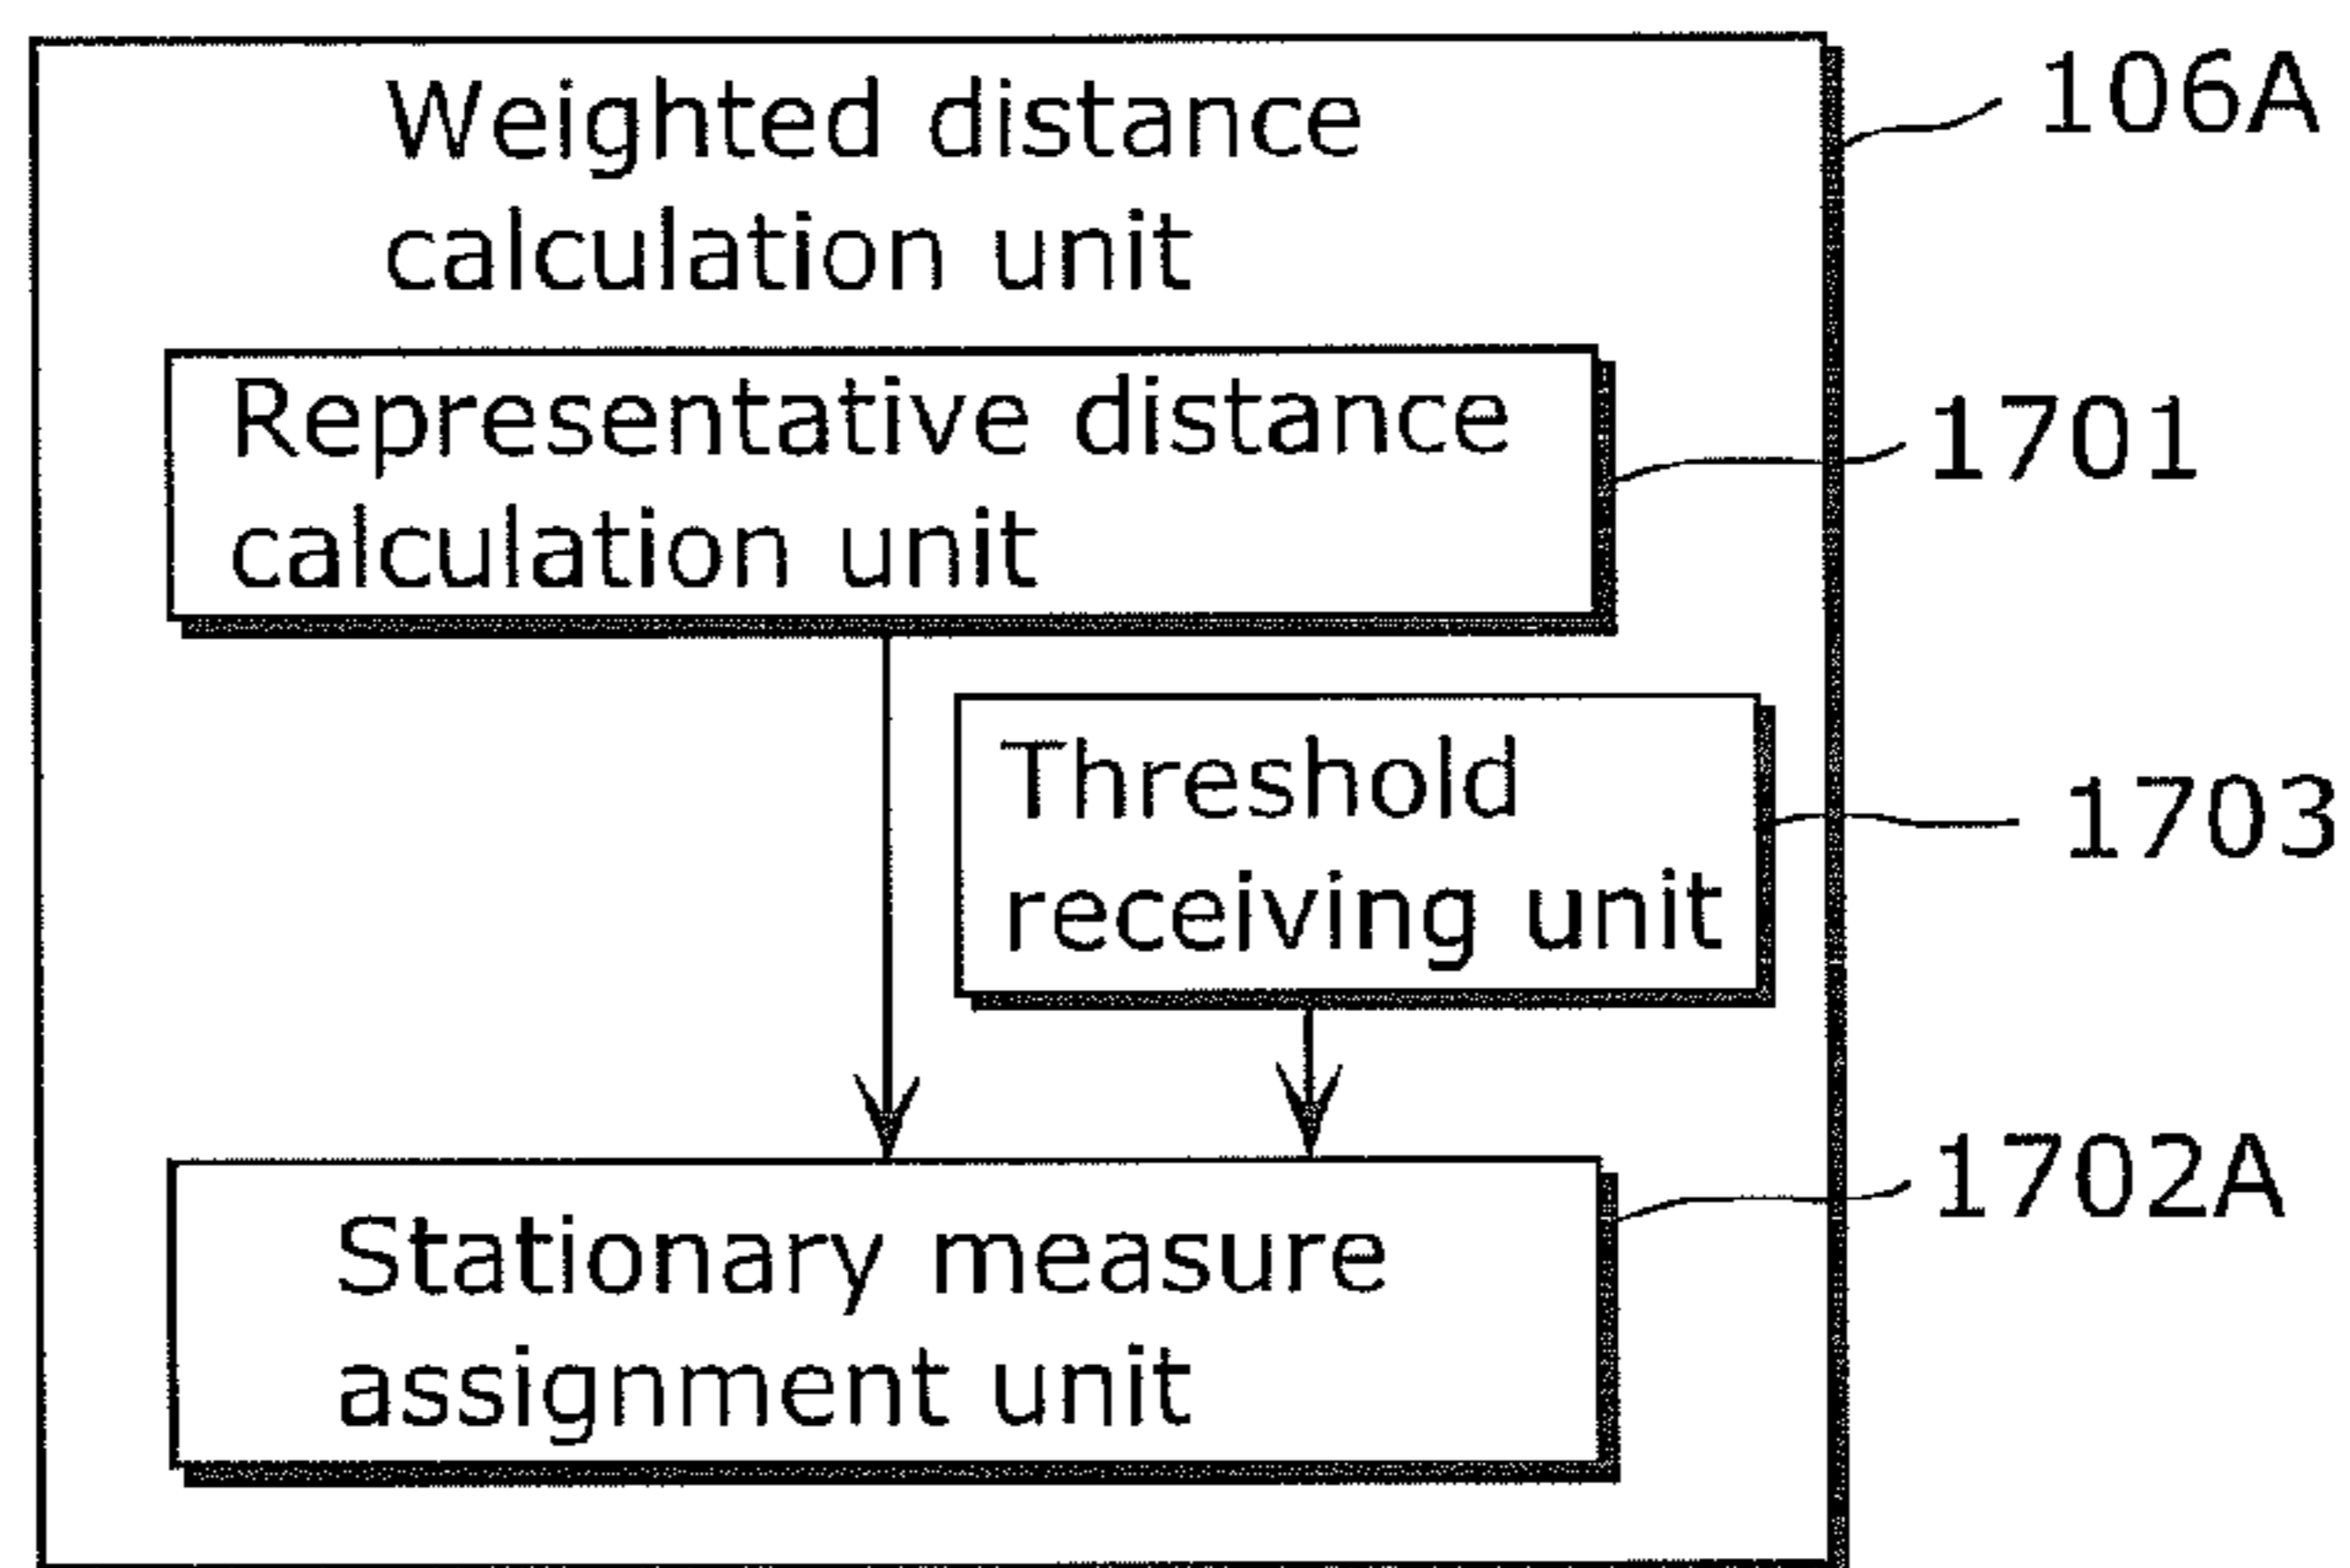 Weighted distance
calculation unit
106A
Representative distance
calculation unit
1701
Threshold
receiving unit
1703
Stationary measure
assignment unit
1702A